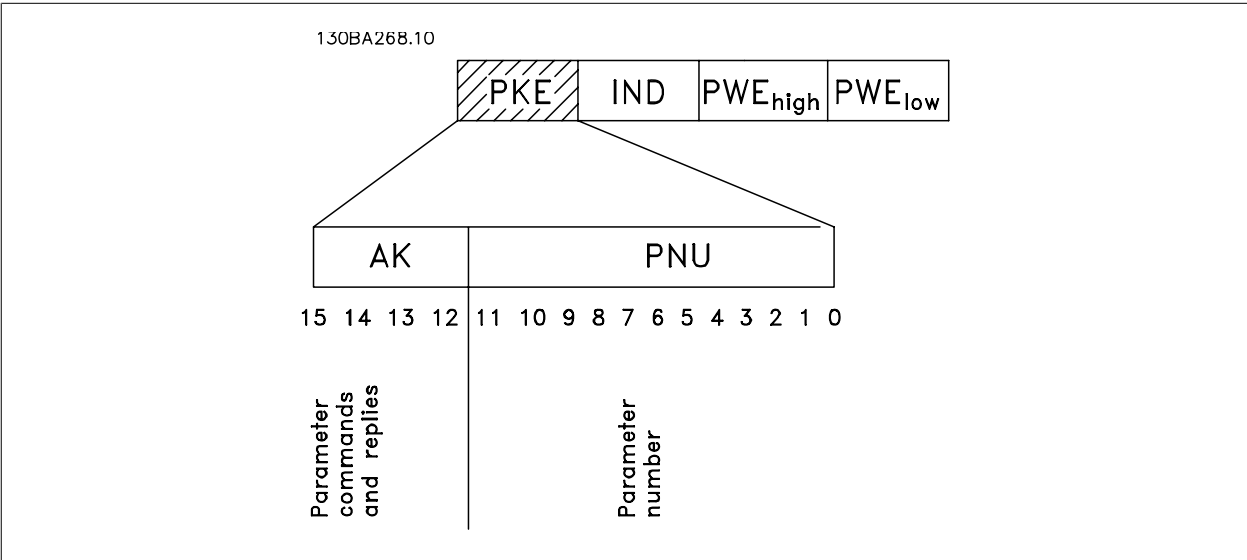 130BA268.10
PKE IND PWEhigh PWElow
AK PNU
15 14 13 12 11 10 9 8 7 6 5 4 3 2 1 0
Parameter
commands
and replies
Parameter
number